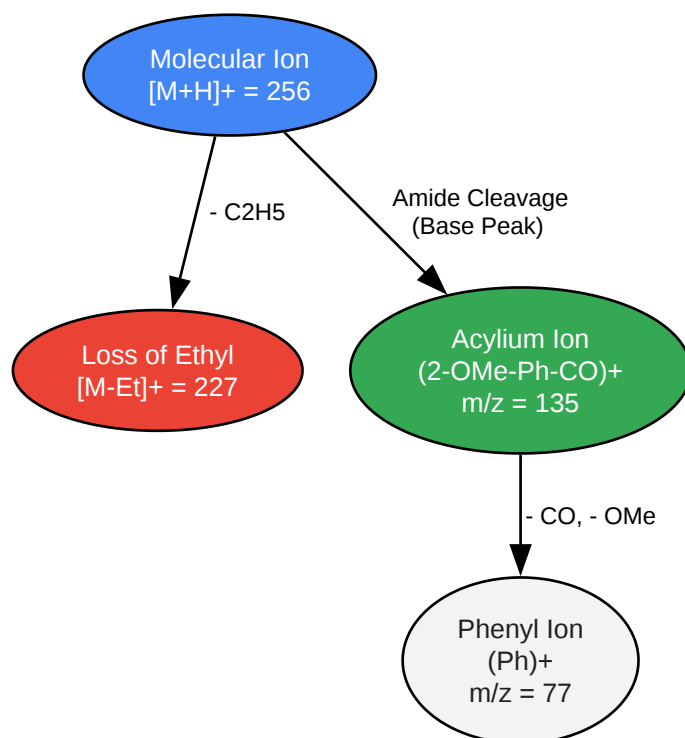 Molecular Ion
[M+H]+ = 256
- C2H5
Amide Cleavage
(Base Peak)
Loss of Ethyl
[M-Et]+ = 227
Acylium Ion
(2-OMe-Ph-CO)+
m/z = 135
- CO, - OMe
Phenyl Ion
(Ph)+
m/z = 77